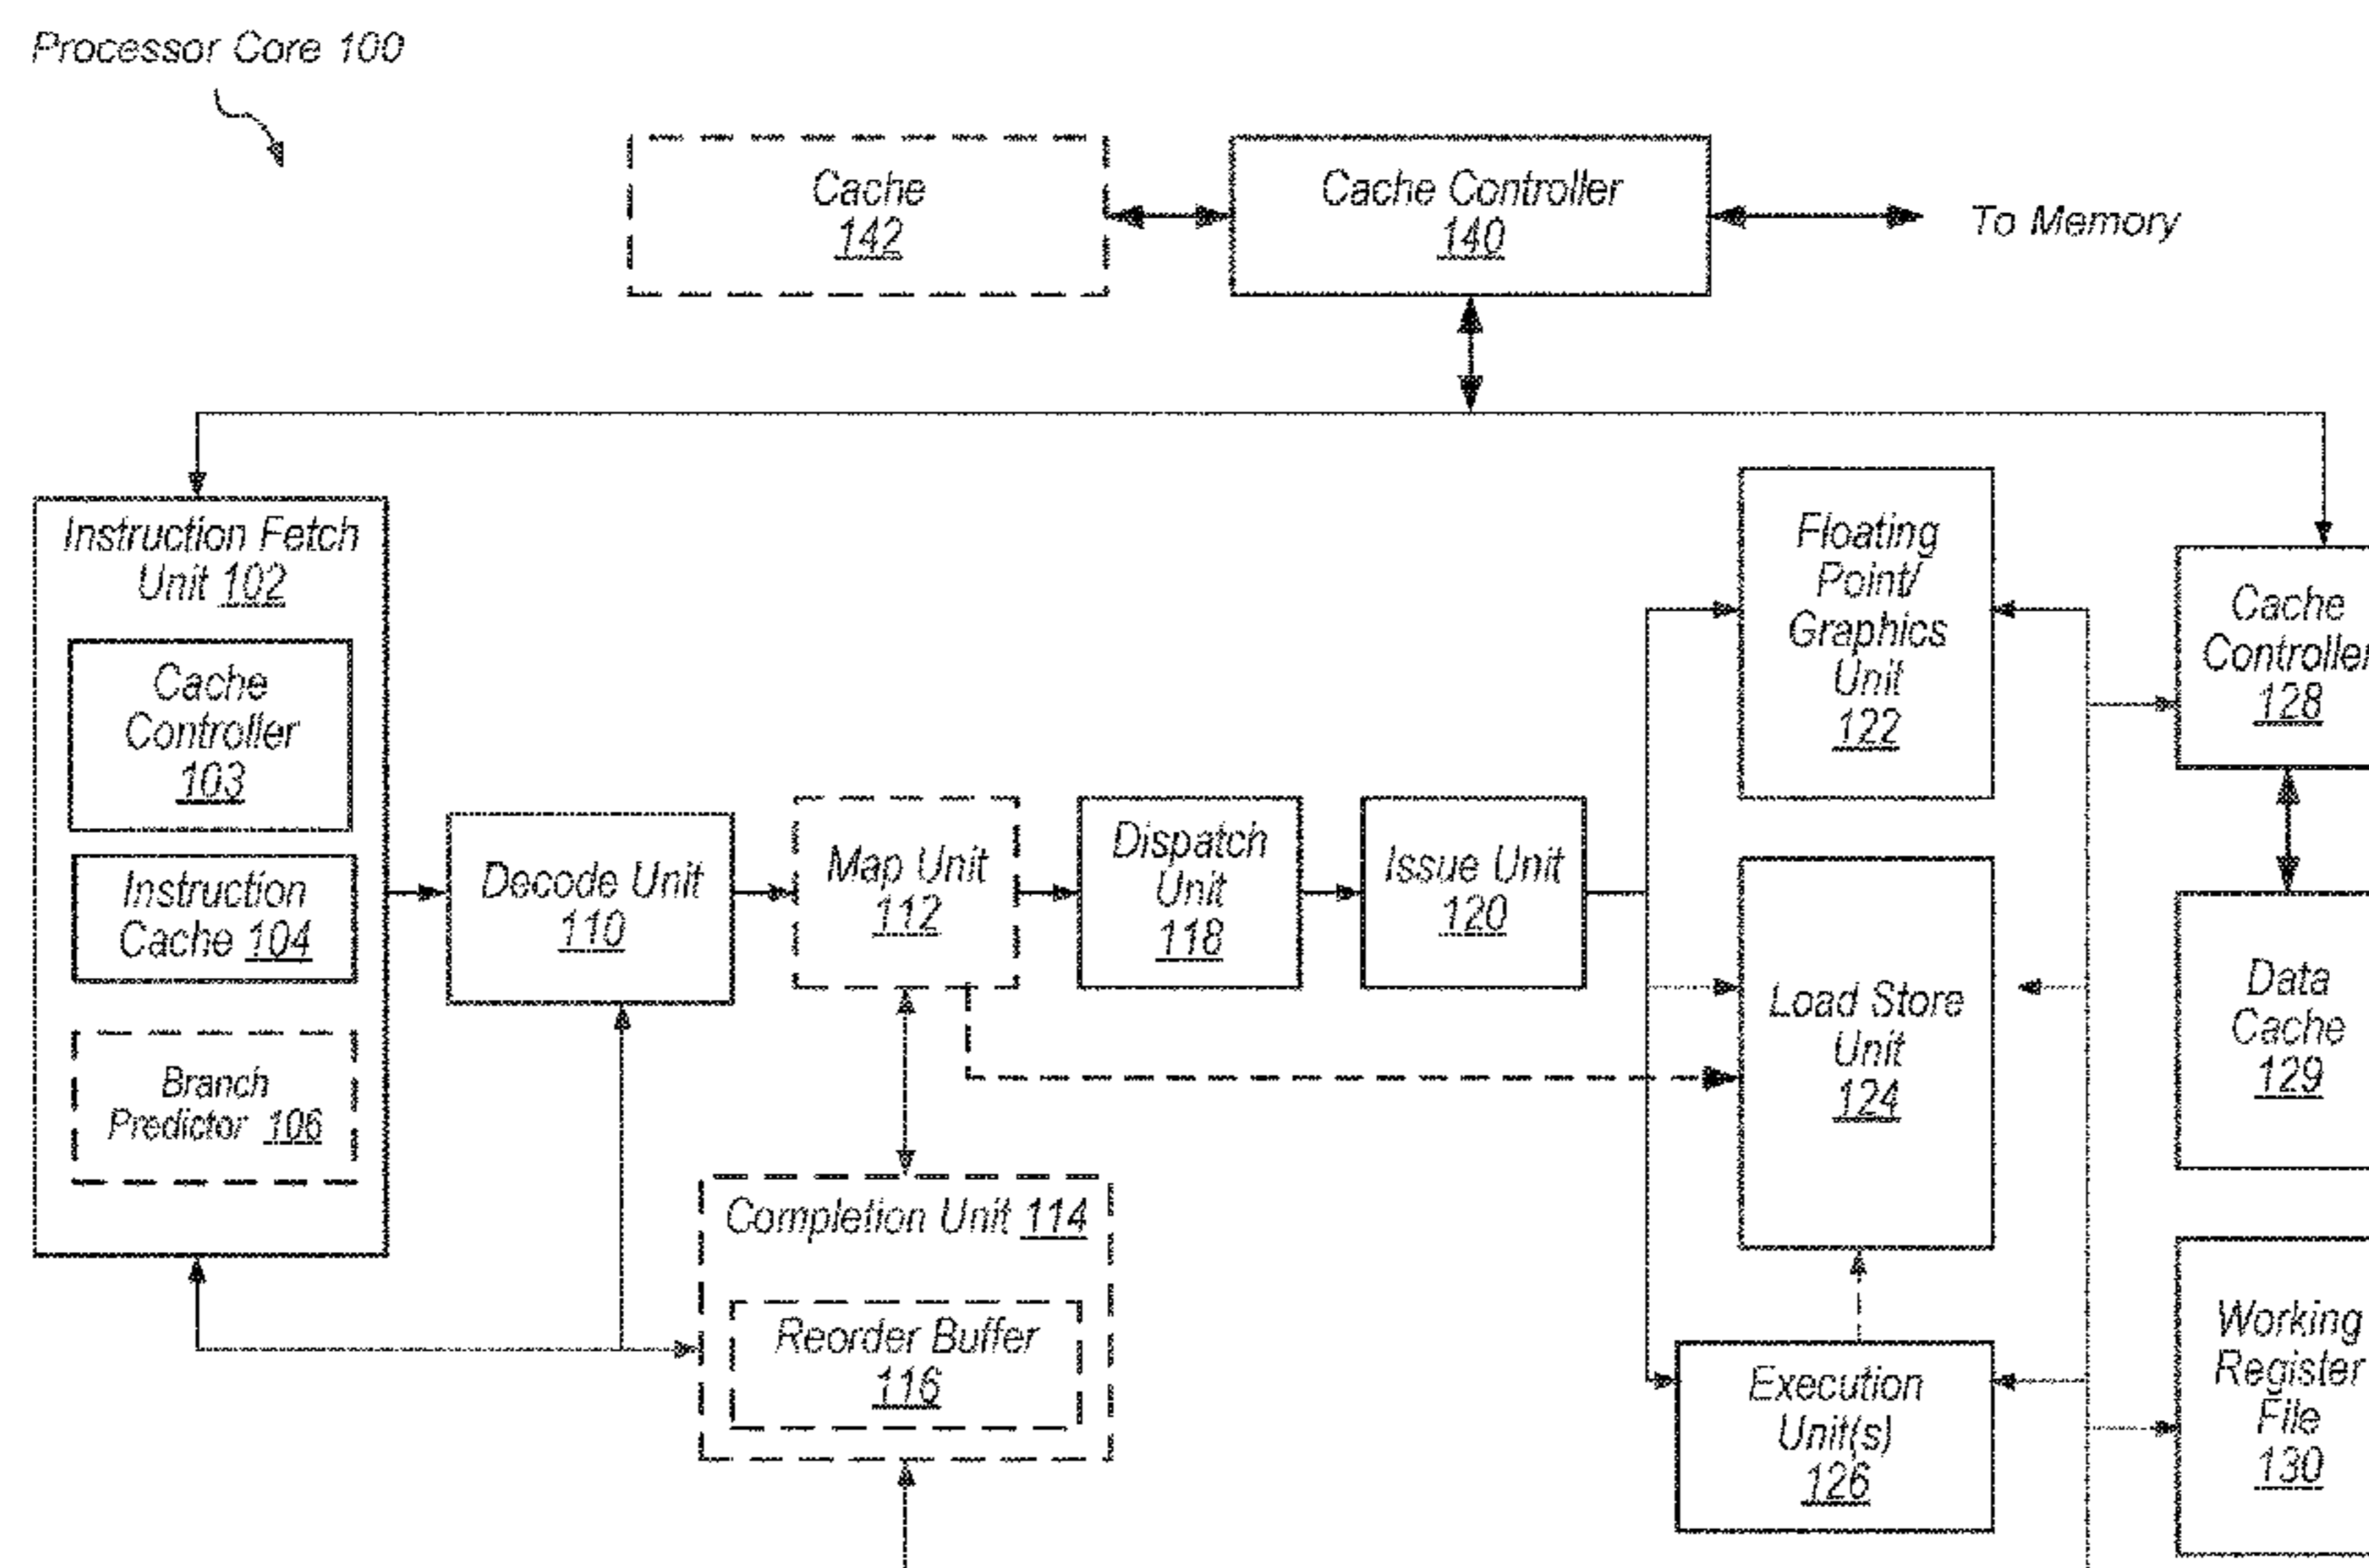 Processor Core 100
Cache
142
Cache Controller
140
To Memory
Instruction Fetch
Unit 102
Cache
Controller
103
Instruction
Cache 104
Branch
Predictor 106
Decode Unit
110
Map Unit
112
Dispatch
Unit
118
Issue Unit
120
Completion Unit 114
Reorder Buffer
116
Floating
Point/
Graphics
Unit
122
Load Store
Unit
124
Execution
Unit(s)
126
Cache
Controller
128
Data
Cache
129
Working
Register
File
130